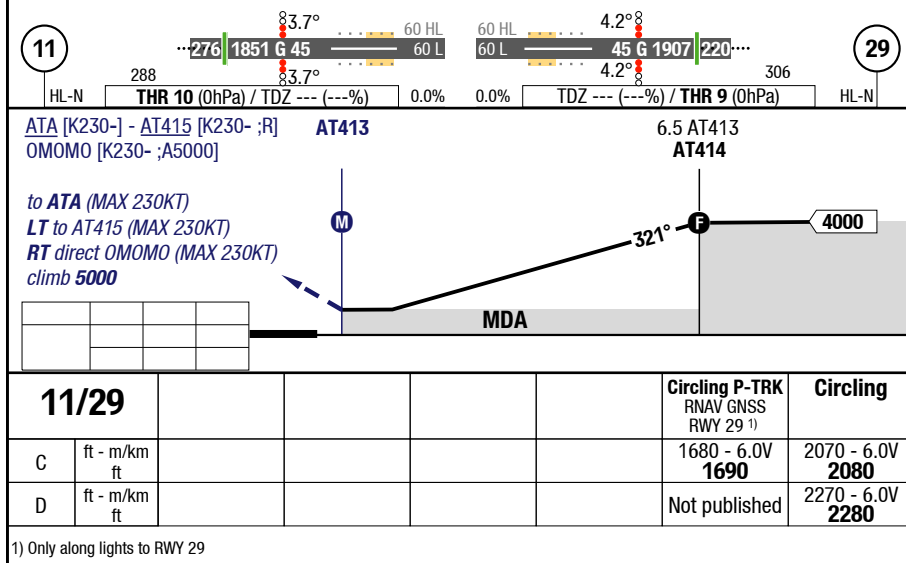 11
276 1851 G 45
3.7°
3.7°
60 HL
60 L
60 HL
60 L
4.2°
4.2°
45 G 1907 220
29
HL-N
288
THR 10 (0hPa) / TDZ --- (---%)
0.0%
0.0%
TDZ --- (---%) / THR 9 (0hPa)
306
HL-N
ATA [K230-] - AT415 [K230- ;R]
OMOMO [K230- ;A5000]
AT413
6.5 AT413
AT414
to ATA (MAX 230KT)
LT to AT415 (MAX 230KT)
RT direct OMOMO (MAX 230KT)
climb 5000
M
321°
F
4000
MDA
11/29
Circling P-TRK
RNAV GNSS
RWY 29 1)
Circling
C
ft - m/km
ft
1680 - 6.0V
1690
2070 - 6.0V
2080
D
ft - m/km
ft
Not published
2270 - 6.0V
2280
1) Only along lights to RWY 29